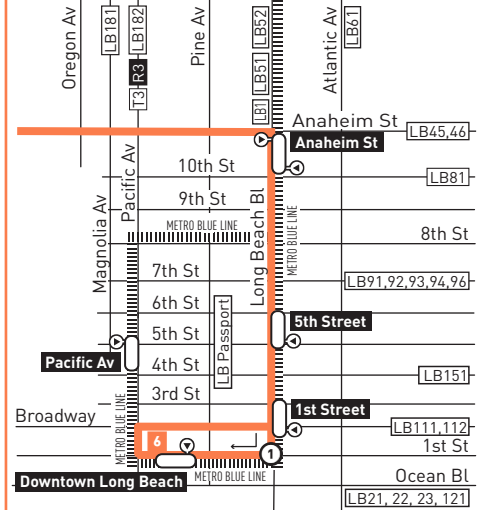 Oregon Av
LB181
LB182
T3 R3
Pine Av
LB1 LB51 LB52
Atlantic Av
LB61
Anaheim St
LB45,46
Anaheim St
Pacific Av
10th St
LB81
9th St
Magnolia Av
Long Beach Bl
METRO BLUE LINE
METRO BLUE LINE
8th St
7th St
LB91,92,93,94,96
6th St
LB Passport
5th Street
5th St
Pacific Av
4th St
LB151
3rd St
1st Street
Broadway
METRO BLUE LINE
LB111,112
6
1st St
1
METRO BLUE LINE
Ocean Bl
Downtown Long Beach
LB21, 22, 23, 121